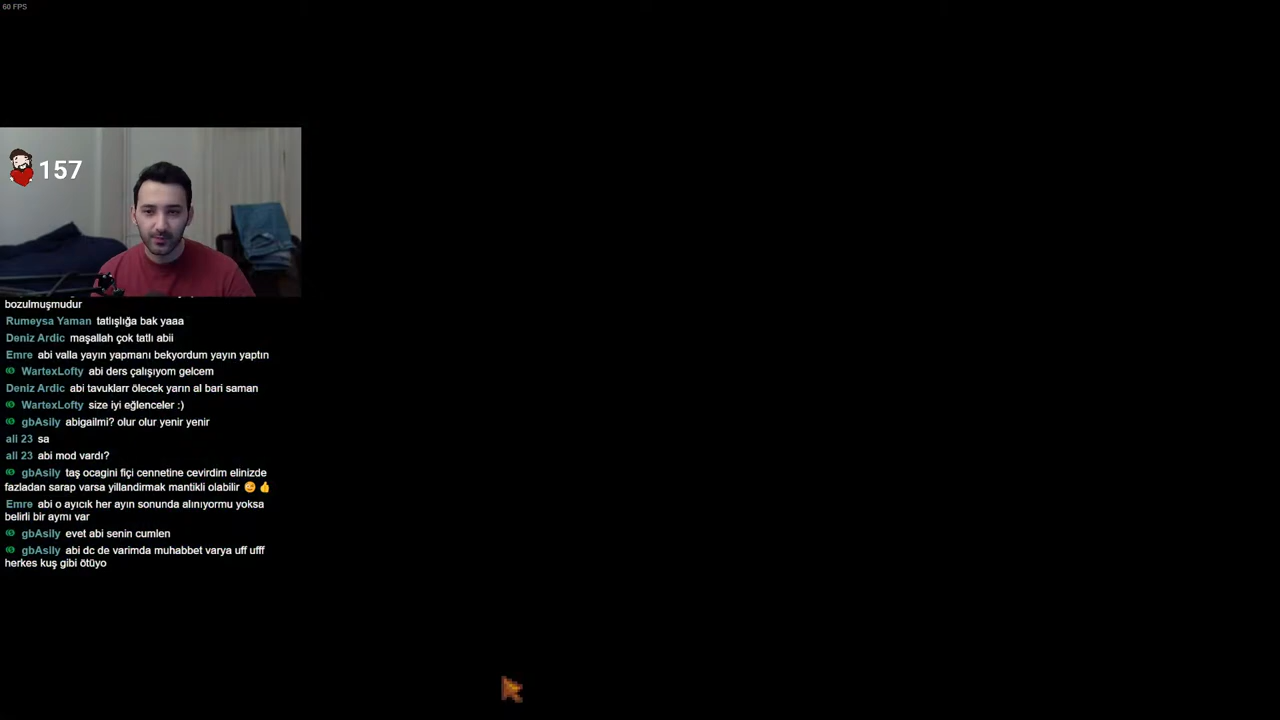 60 FPS
157
bozulmuşmudur
Rumeysa Yaman tatlışlığa bak yaaa
Deniz Ardic maşallah çok tatlı abii
Emre abi valla yayın yapmanı bekyordum yayın yaptın
WartexLofty abi ders çalışıyom gelcem
Deniz Ardic abi tavuklarr ölecek yarın al bari saman
WartexLofty size iyi eğlenceler :)
gbAsily abigailmi? olur olur yenir yenir
ali 23 sa
ali 23 abi mod vardı?
gbAsily taş ocagini fiçi cennetine cevirdim elinizde
fazladan sarap varsa yillandirmak mantikli olabilir 😋 👍
Emre abi o ayıcık her ayın sonunda alınıyormu yoksa
belirli bir aymı var
gbAsily evet abi senin cumlen
gbAsily abi dc de varimda muhabbet varya uff ufff
herkes kuş gibi ötüyo